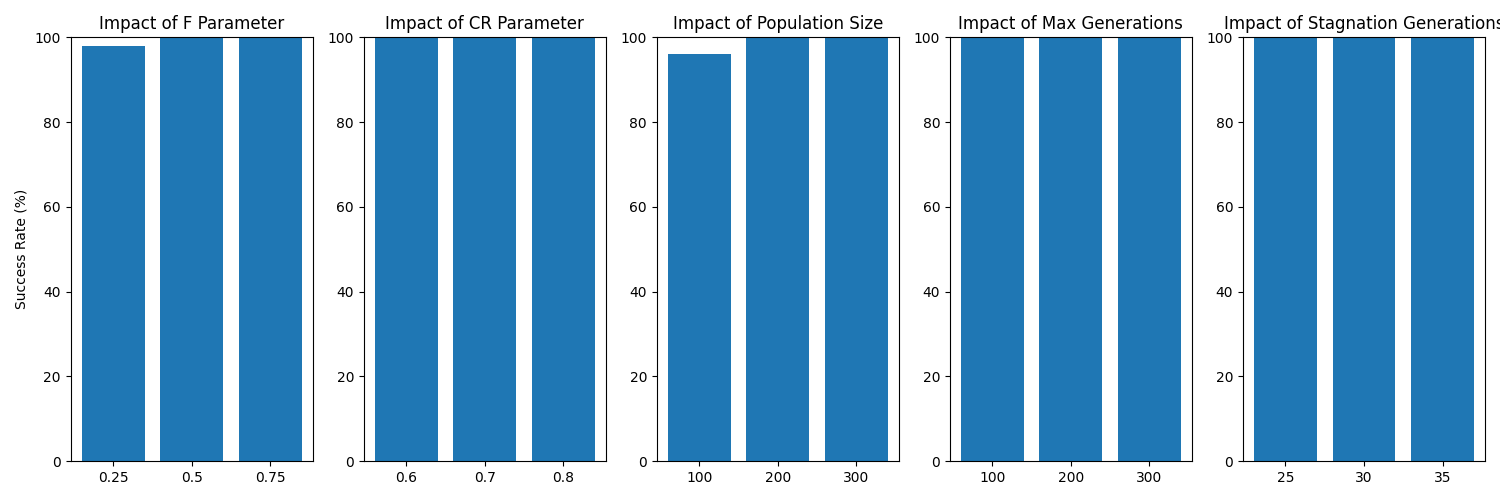 Impact of F Parameter
Impact of CR Parameter
Impact of Population Size
Impact of Max Generations
Impact of Stagnation Generations
Success Rate (%)
100
80
60
40
20
0
0.25 0.5 0.75
100
80
60
40
20
0
0.6 0.7 0.8
100
80
60
40
20
0
100 200 300
100
80
60
40
20
0
100 200 300
100
80
60
40
20
0
25 30 35